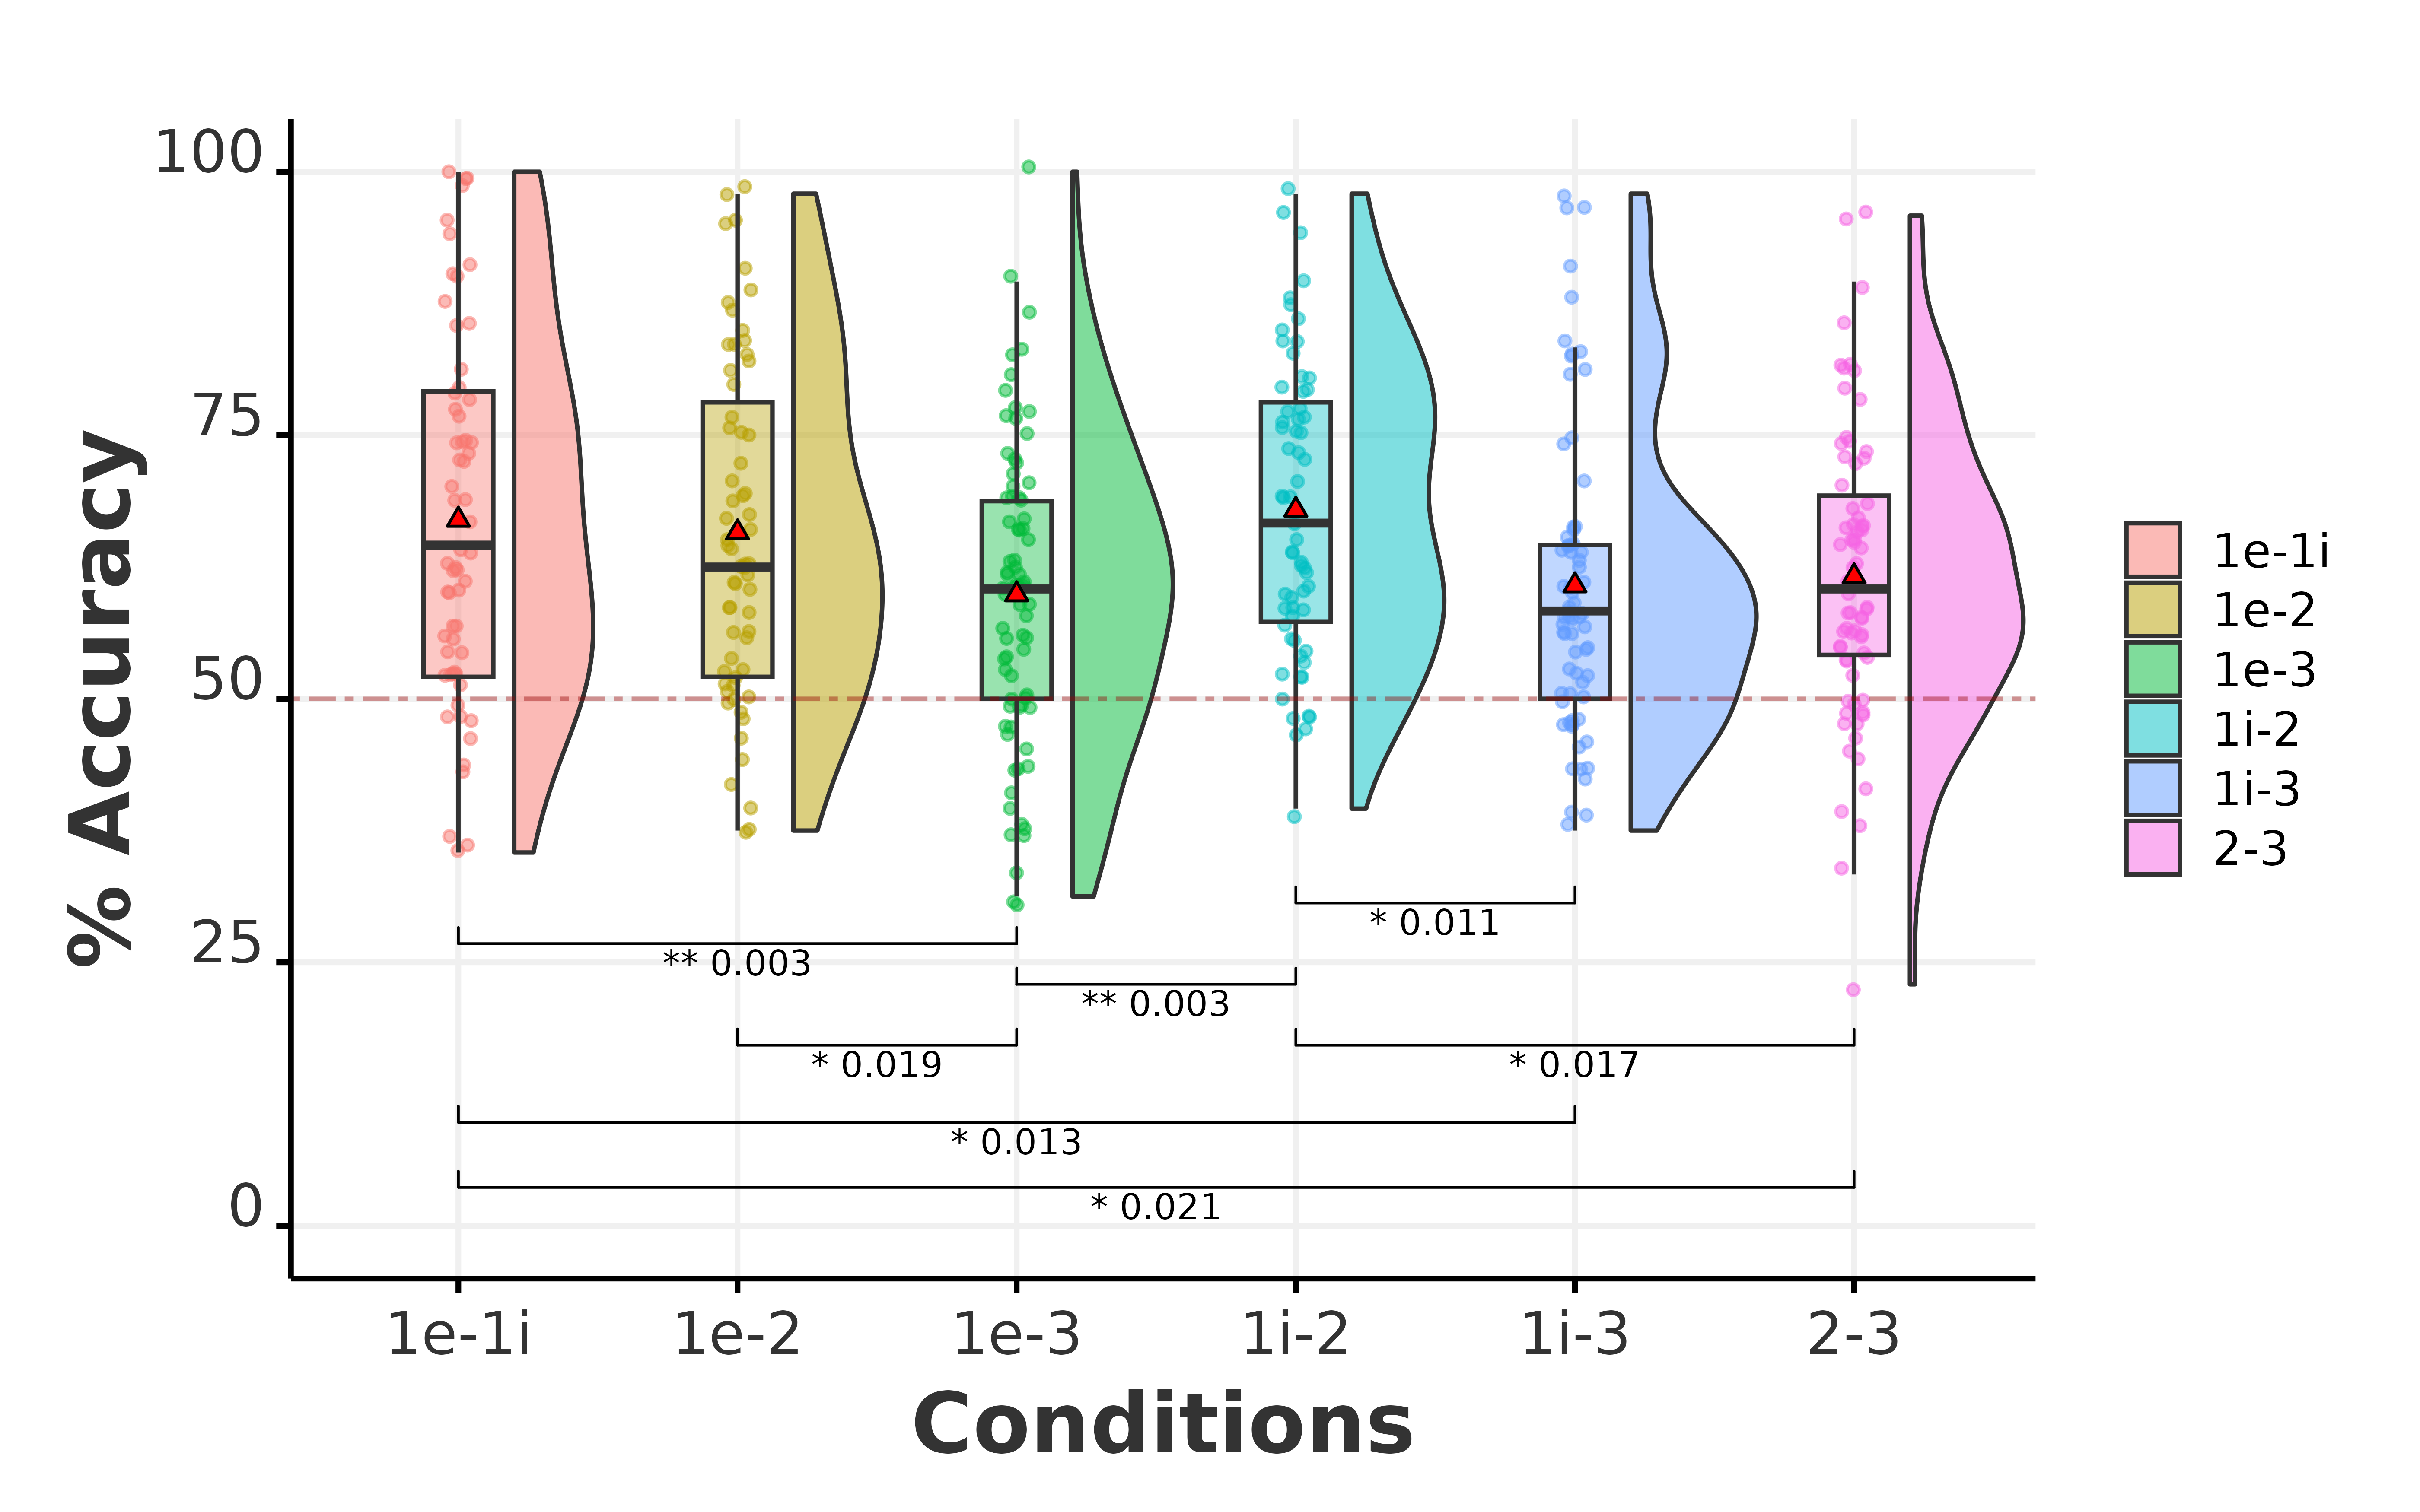 100
75
50
25
0
% Accuracy
* 0.011
** 0.003
** 0.003
* 0.019
* 0.017
* 0.013
* 0.021
1e-1i
1e-2
1e-3
1i-2
1i-3
2-3
Conditions
1e-1i
1e-2
1e-3
1i-2
1i-3
2-3